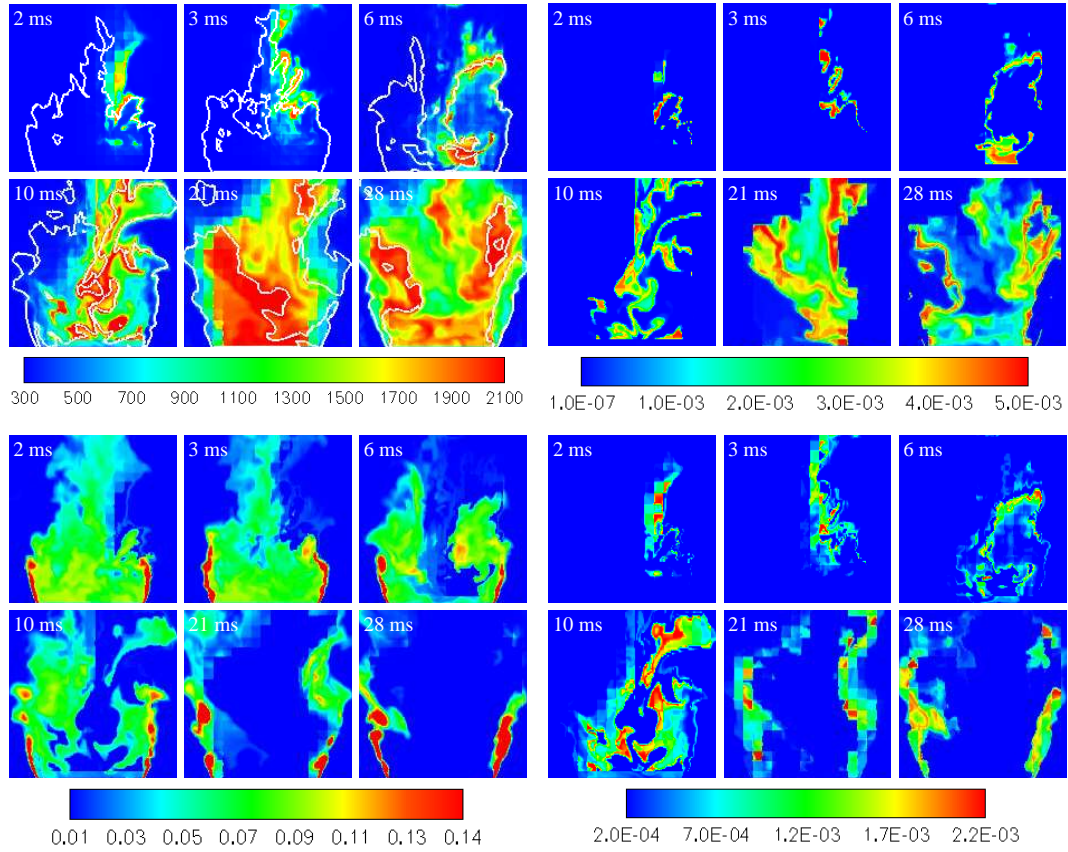 2 ms 3 ms 6 ms 2 ms 3 ms 6 ms
10 ms 21 ms 28 ms 10 ms 21 ms 28 ms
300 500 700 900 1100 1300 1500 1700 1900 2100
1.0E-07 1.0E-03 2.0E-03 3.0E-03 4.0E-03 5.0E-03
2 ms 3 ms 6 ms 2 ms 3 ms 6 ms
10 ms 21 ms 28 ms 10 ms 21 ms 28 ms
0.01 0.03 0.05 0.07 0.09 0.11 0.13 0.14
2.0E-04 7.0E-04 1.2E-03 1.7E-03 2.2E-03